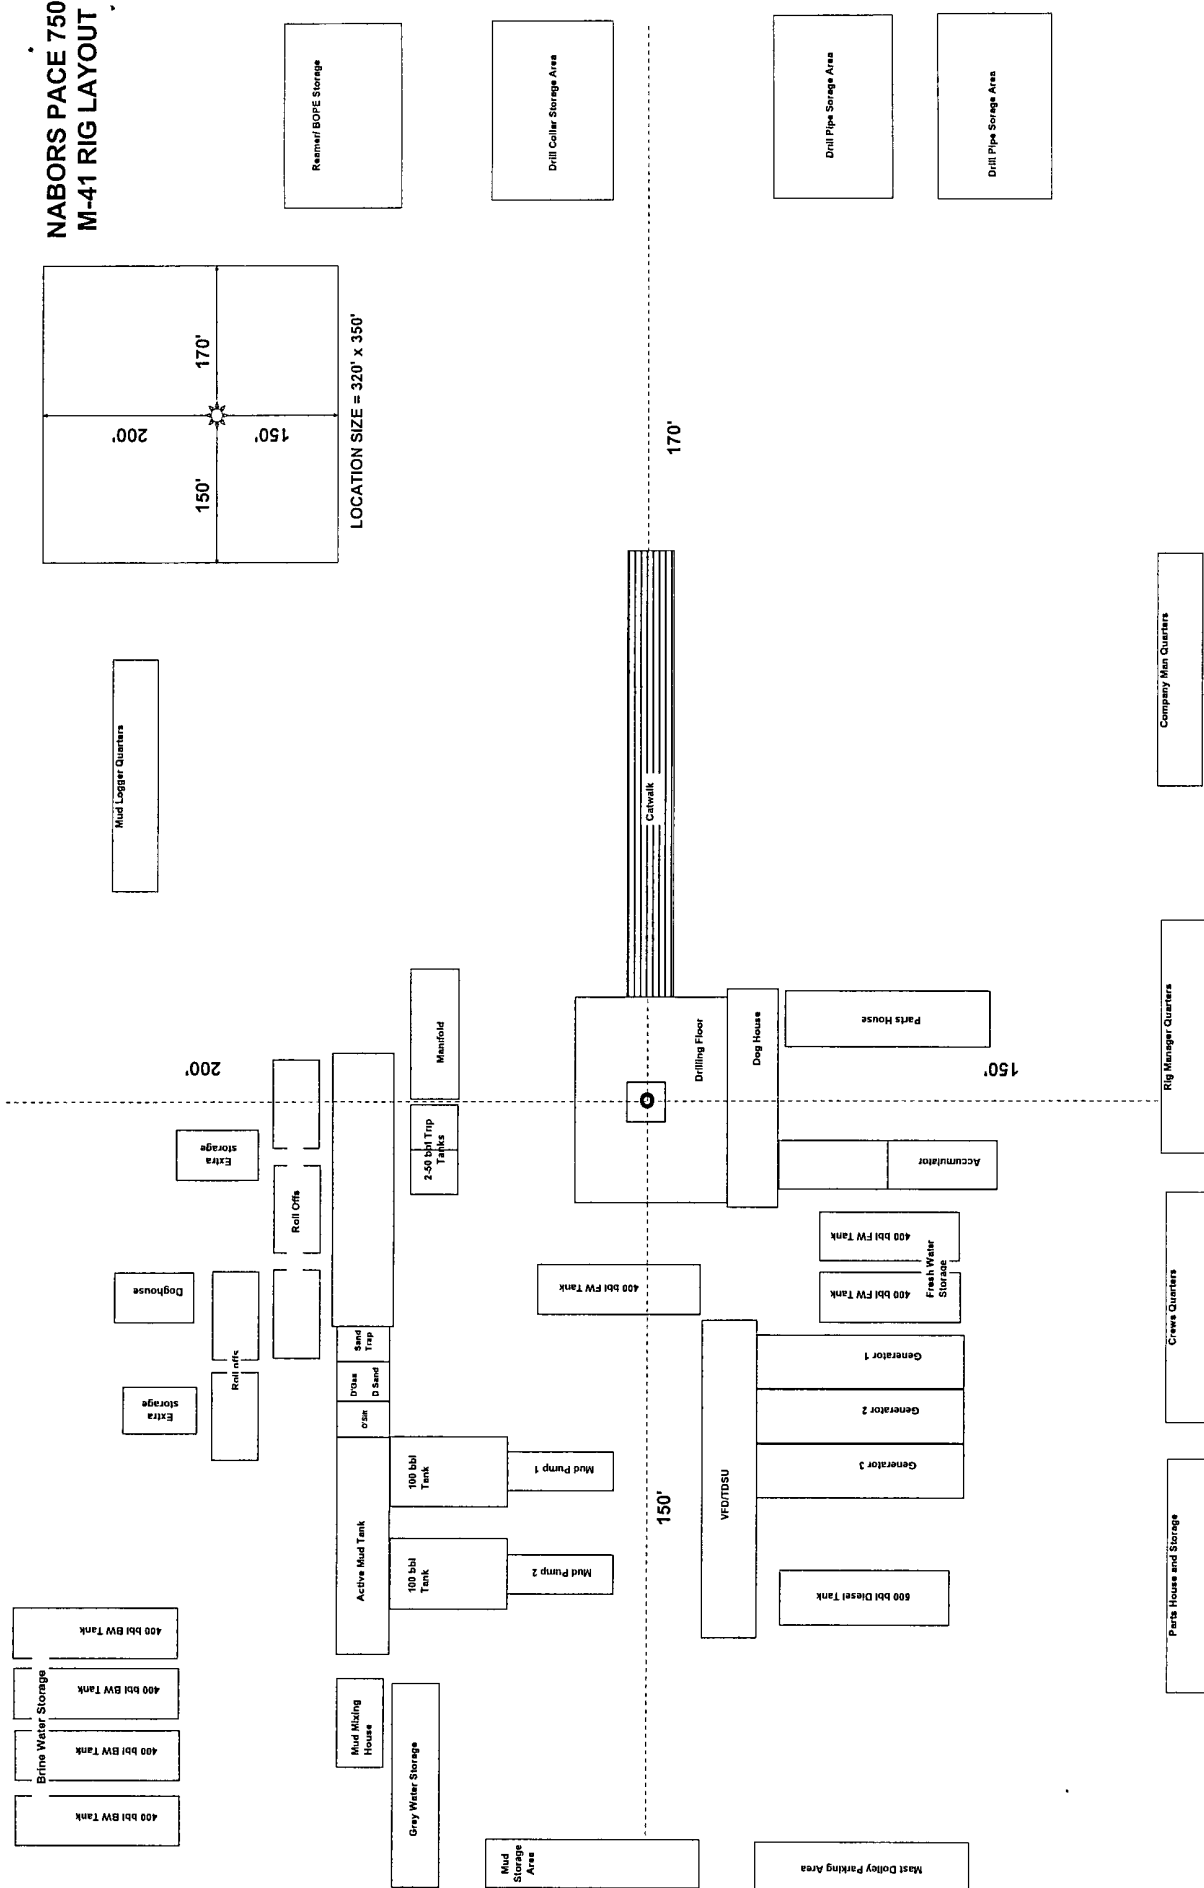 NABORS PACE 750
M-41 RIG LAYOUT
Reamer/ BOPE Storage
Drill Collar Storage Area
Drill Pipe Sorage Area
Drill Pipe Sorage Area
200'
170'
150'
150'
LOCATION SIZE = 320' x 350'
170'
Mud Logger Quarters
Catwalk
Company Man Quarters
200'
Manifold
2-50 bbl Trip
Tanks
Drilling Floor
Dog House
Parts House
150'
Rig Manager Quarters
Accumulator
Extra
storage
Roll Offs
Doghouse
Roll offs
Extra
storage
Sand
Trap
D'Gas
D Sand
D'Silt
400 bbl FW Tank
400 bbl FW Tank
400 bbl FW Tank
Fresh Water
Storage
Crews Quarters
Active Mud Tank
100 bbl
Tank
Mud Pump 1
100 bbl
Tank
Mud Pump 2
150'
VFD/TDSU
Generator 1
Generator 2
Generator 3
600 bbl Diesel Tank
Parts House and Storage
400 bbl BW Tank
400 bbl BW Tank
Brine Water Storage
400 bbl BW Tank
400 bbl BW Tank
Mud Mixing
House
Grey Water Storage
Mud
Storage
Area
Mast Dolley Parking Area